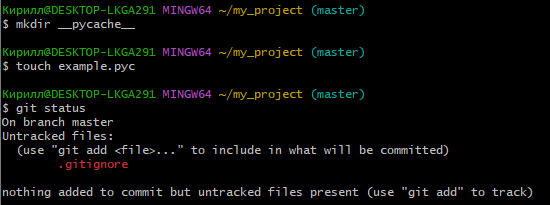 Кирилл@DESKTOP-LKGA291 MINGW64 ~/my_project (master)
$ mkdir __pycache__
Кирилл@DESKTOP-LKGA291 MINGW64 ~/my_project (master)
$ touch example.pyc
Кирилл@DESKTOP-LKGA291 MINGW64 ~/my_project (master)
$ git status
On branch master
Untracked files:
  (use "git add <file>..." to include in what will be committed)
        .gitignore
nothing added to commit but untracked files present (use "git add" to track)